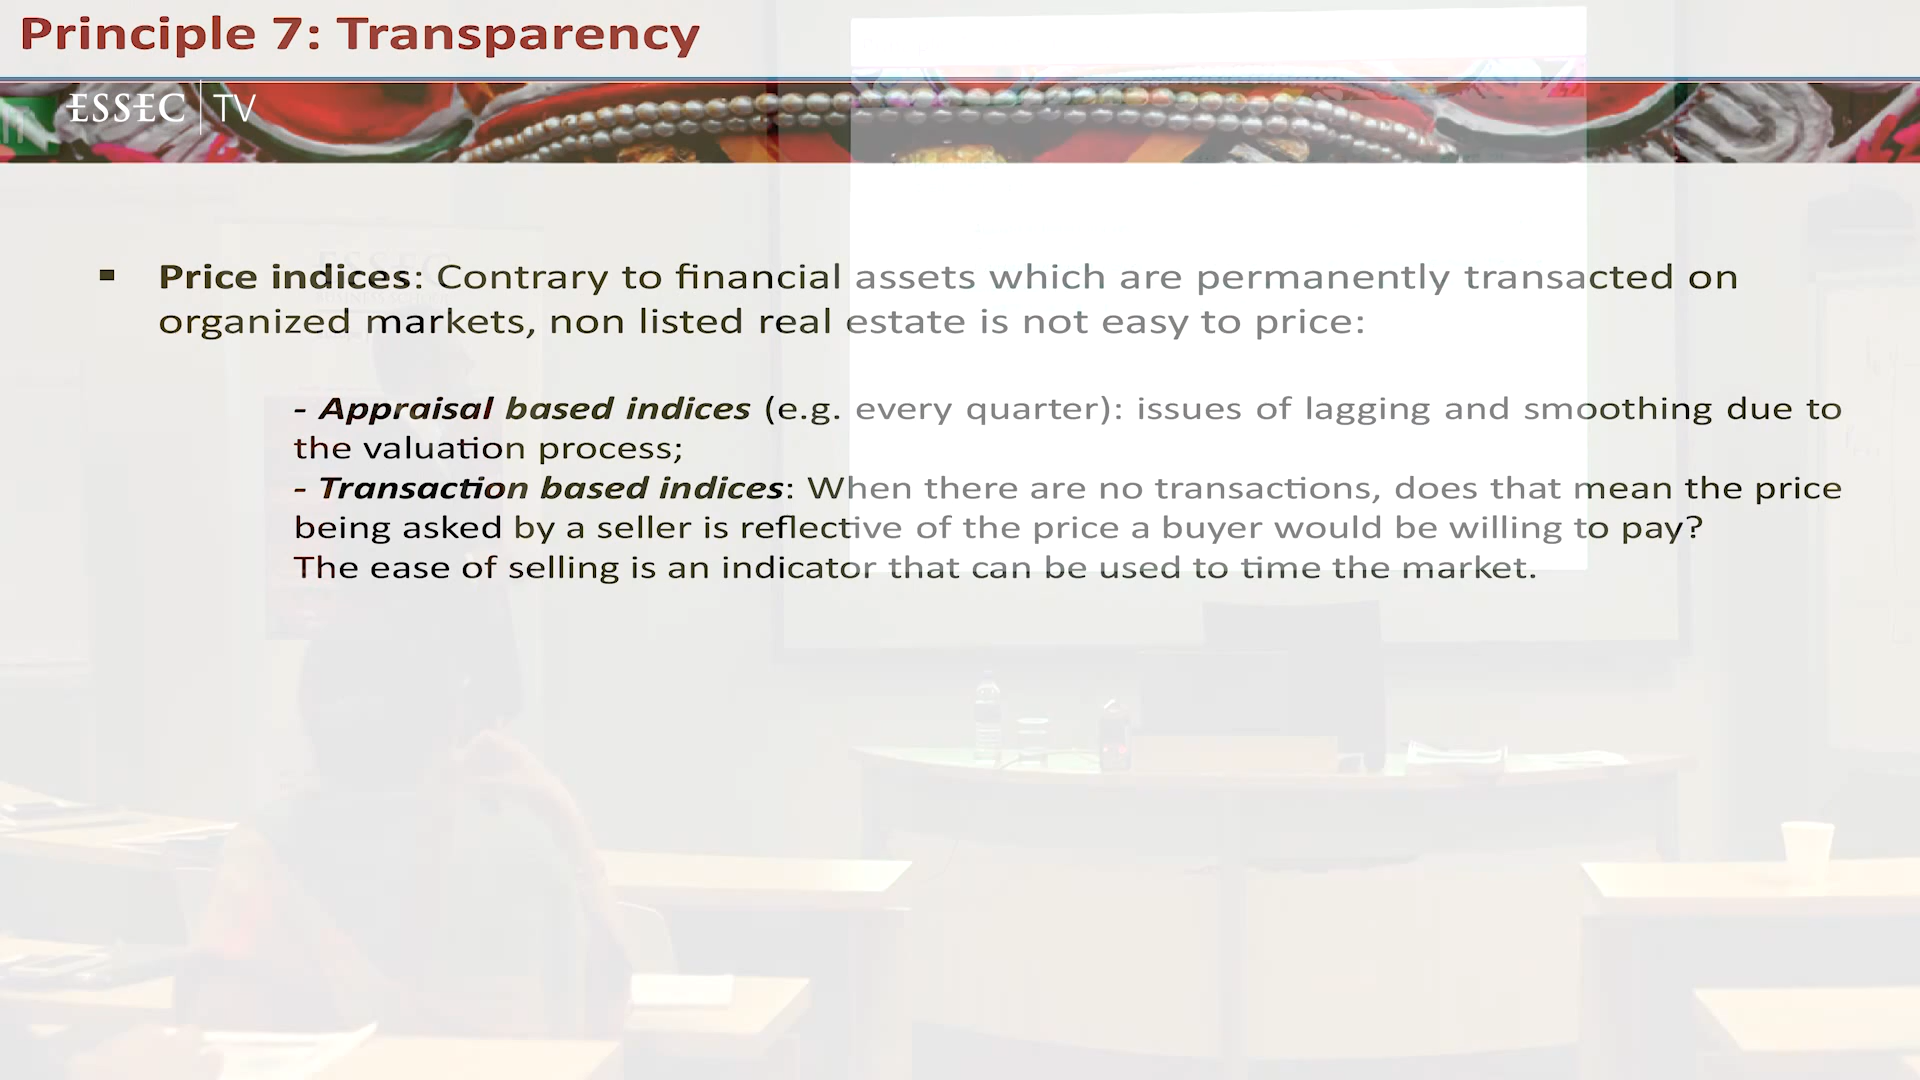 Principle 7: Transparency
ESSEC TV
▪ Price indices: Contrary to financial assets which are permanently transacted on
organized markets, non listed real estate is not easy to price:
- Appraisal based indices (e.g. every quarter): issues of lagging and smoothing due to
the valuation process;
- Transaction based indices: When there are no transactions, does that mean the price
being asked by a seller is reflective of the price a buyer would be willing to pay?
The ease of selling is an indicator that can be used to time the market.